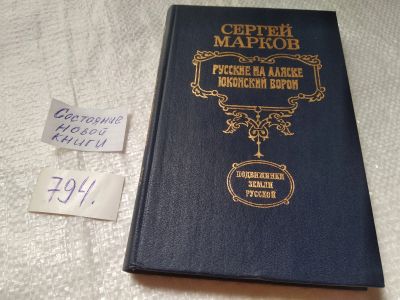 СЕРГЕЙ
МАРКОВ
РУССКИЕ НА АЛЯСКЕ
ЮКОНСКИЙ ВОРОН
ПОДВИЖНИКИ
ЗЕМЛИ
РУССКОЙ
Состояние
новой
книги
794.